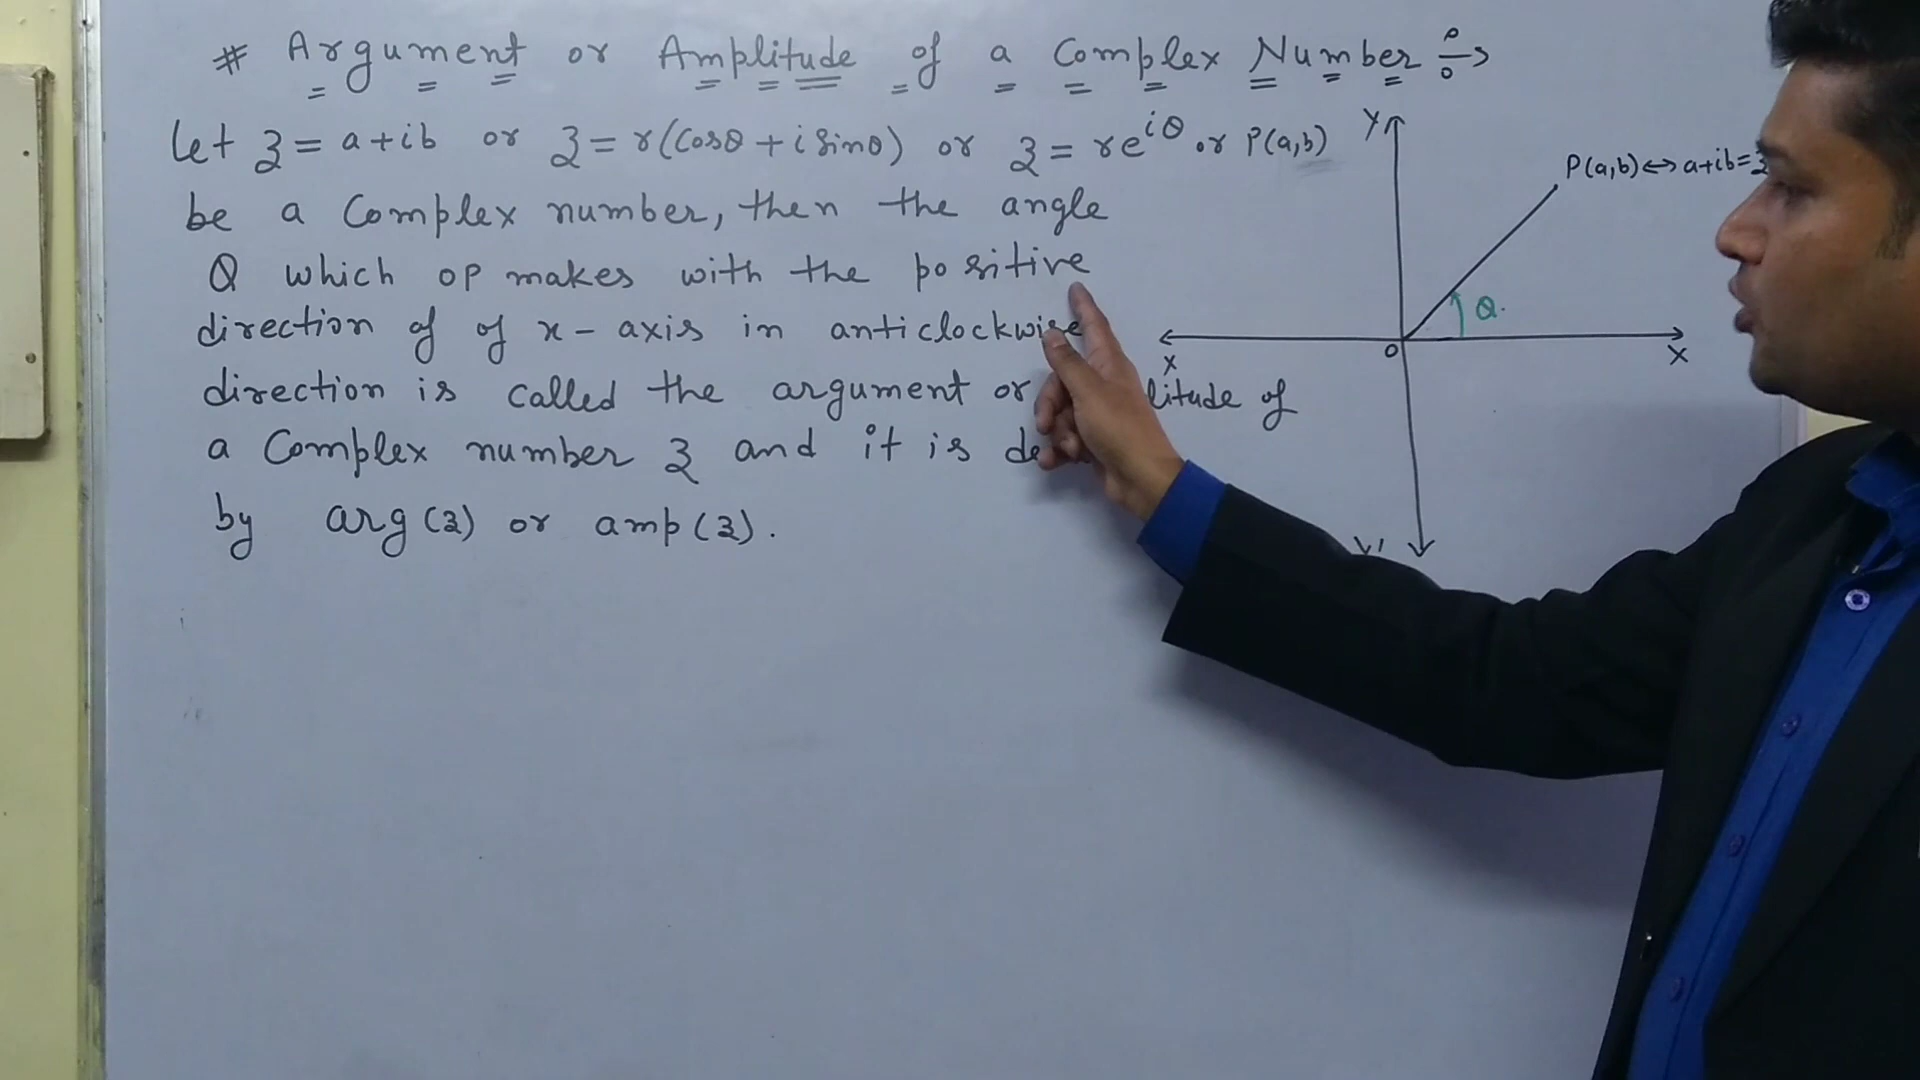 # Argument or Amplitude of a Complex Number :→
Let z = a+ib or z = r(Cosθ + i Sinθ) or z = re^{iθ} or P(a,b)
be a Complex number, then the angle
θ which OP makes with the positive
direction of of x-axis in anticlockwise
direction is called the argument or litude of
a Complex number z and it is de
by arg(z) or amp(z).
Y
P(a,b) ↔ a+ib=z
θ.
O
X
X